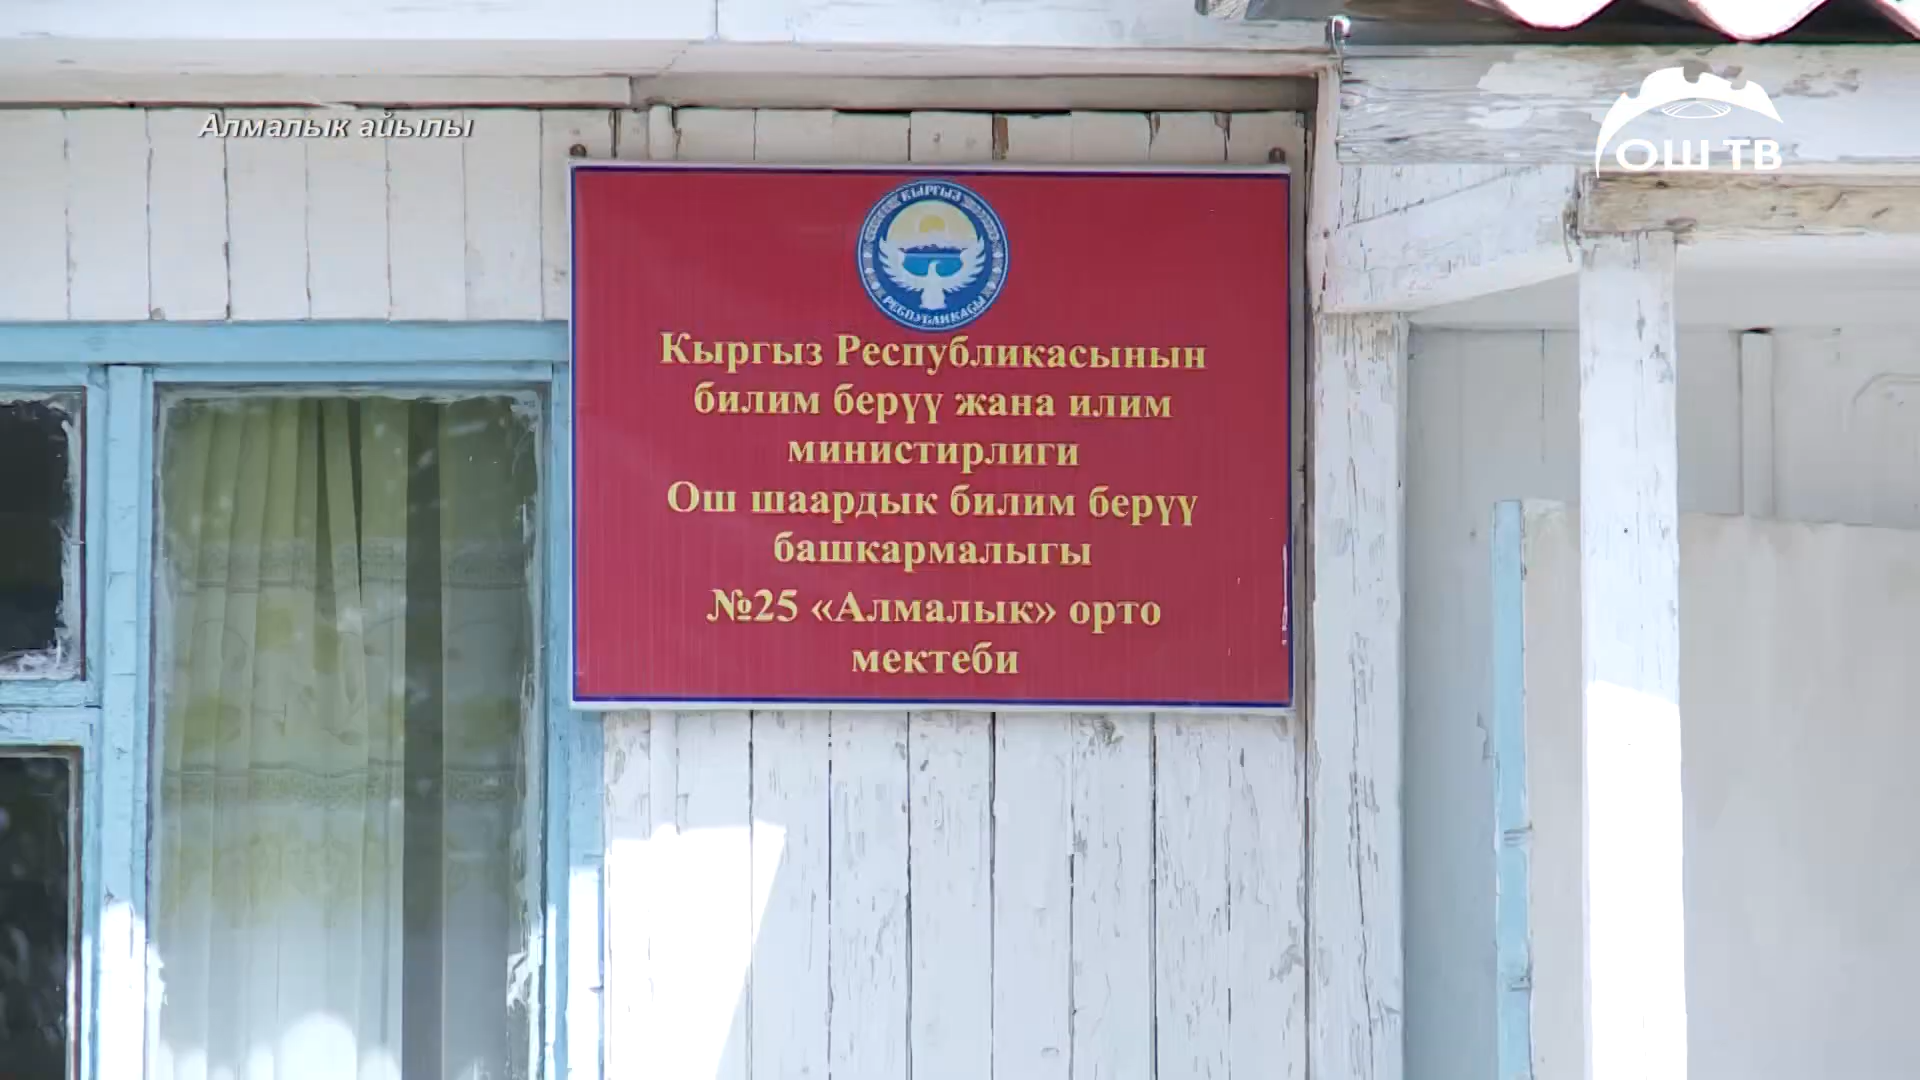 Алмалык айылы
ОШ ТВ
КЫРГЫЗ
РЕСПУБЛИКАСЫ
Кыргыз Республикасынын
билим берүү жана илим
министирлиги
Ош шаардык билим берүү
башкармалыгы
№25 «Алмалык» орто
мектеби